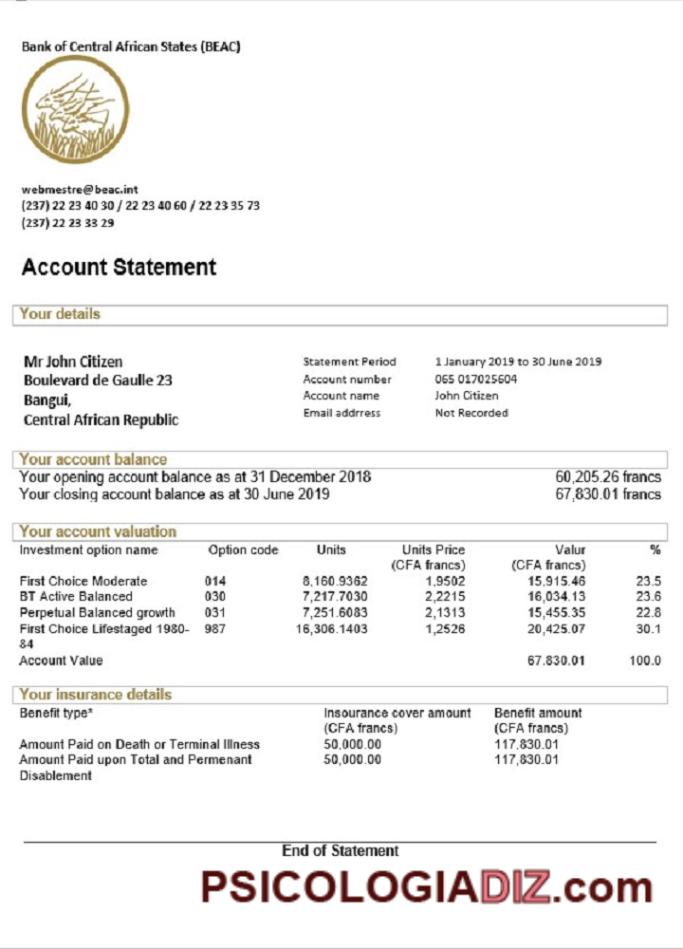 Bank of Central African States (BEAC)
webmestre@beac.int
(237) 22 23 40 30 / 22 23 40 60 / 22 23 35 73
(237) 22 23 33 29
Account Statement
Your details
Mr John Citizen
Boulevard de Gaulle 23
Bangui,
Central African Republic
Statement Period 1 January 2019 to 30 June 2019
Account number 065 017025604
Account name John Citizen
Email addrress Not Recorded
Your account balance
Your opening account balance as at 31 December 2018 60,205.26 francs
Your closing account balance as at 30 June 2019 67,830.01 francs
Your account valuation
Investment option name Option code Units Units Price Valur %
(CFA francs) (CFA francs)
First Choice Moderate 014 8,160.9362 1,9502 15,915.46 23.5
BT Active Balanced 030 7,217.7030 2,2215 16,034.13 23.6
Perpetual Balanced growth 031 7,251.6083 2,1313 15,455.35 22.8
First Choice Lifestaged 1980- 987 16,306.1403 1,2526 20,425.07 30.1
84
Account Value 67.830.01 100.0
Your insurance details
Benefit type* Insourance cover amount Benefit amount
(CFA francs) (CFA francs)
Amount Paid on Death or Terminal Illness 50,000.00 117,830.01
Amount Paid upon Total and Permenant 50,000.00 117,830.01
Disablement
End of Statement
PSICOLOGIADIZ.com